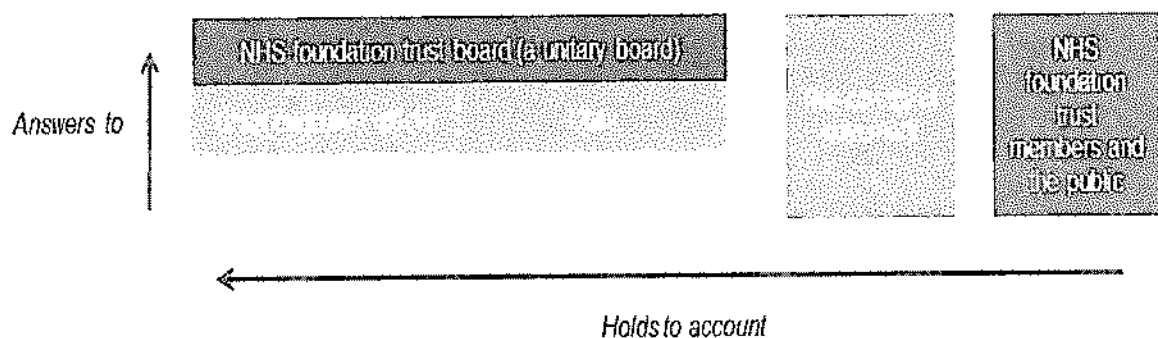 NHS foundation trust board (a unitary board)
NHS
foundation
trust
members and
the public
Answers to
Holds to account